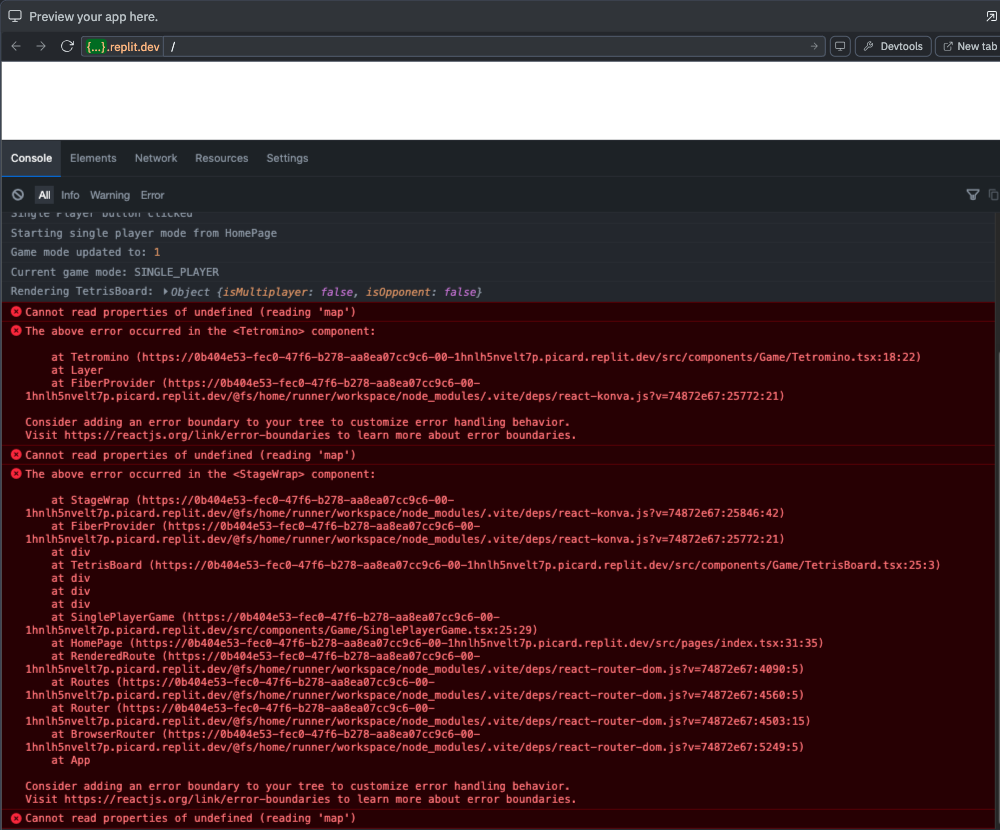 Preview your app here.
{...}.replit.dev /
Devtools
New tab
Console Elements Network Resources Settings
All Info Warning Error
Single Player button clicked
Starting single player mode from HomePage
Game mode updated to: 1
Current game mode: SINGLE_PLAYER
Rendering TetrisBoard: Object {isMultiplayer: false, isOpponent: false}
Cannot read properties of undefined (reading 'map')
The above error occurred in the <Tetromino> component:
at Tetromino (https://0b404e53-fec0-47f6-b278-aa8ea07cc9c6-00-1hnlh5nvelt7p.picard.replit.dev/src/components/Game/Tetromino.tsx:18:22)
at Layer
at FiberProvider (https://0b404e53-fec0-47f6-b278-aa8ea07cc9c6-00-
1hnlh5nvelt7p.picard.replit.dev/@fs/home/runner/workspace/node_modules/.vite/deps/react-konva.js?v=74872e67:25772:21)
Consider adding an error boundary to your tree to customize error handling behavior.
Visit https://reactjs.org/link/error-boundaries to learn more about error boundaries.
Cannot read properties of undefined (reading 'map')
The above error occurred in the <StageWrap> component:
at StageWrap (https://0b404e53-fec0-47f6-b278-aa8ea07cc9c6-00-
1hnlh5nvelt7p.picard.replit.dev/@fs/home/runner/workspace/node_modules/.vite/deps/react-konva.js?v=74872e67:25846:42)
at FiberProvider (https://0b404e53-fec0-47f6-b278-aa8ea07cc9c6-00-
1hnlh5nvelt7p.picard.replit.dev/@fs/home/runner/workspace/node_modules/.vite/deps/react-konva.js?v=74872e67:25772:21)
at div
at TetrisBoard (https://0b404e53-fec0-47f6-b278-aa8ea07cc9c6-00-1hnlh5nvelt7p.picard.replit.dev/src/components/Game/TetrisBoard.tsx:25:3)
at div
at div
at div
at SinglePlayerGame (https://0b404e53-fec0-47f6-b278-aa8ea07cc9c6-00-
1hnlh5nvelt7p.picard.replit.dev/src/components/Game/SinglePlayerGame.tsx:25:29)
at HomePage (https://0b404e53-fec0-47f6-b278-aa8ea07cc9c6-00-1hnlh5nvelt7p.picard.replit.dev/src/pages/index.tsx:31:35)
at RenderedRoute (https://0b404e53-fec0-47f6-b278-aa8ea07cc9c6-00-
1hnlh5nvelt7p.picard.replit.dev/@fs/home/runner/workspace/node_modules/.vite/deps/react-router-dom.js?v=74872e67:4090:5)
at Routes (https://0b404e53-fec0-47f6-b278-aa8ea07cc9c6-00-
1hnlh5nvelt7p.picard.replit.dev/@fs/home/runner/workspace/node_modules/.vite/deps/react-router-dom.js?v=74872e67:4560:5)
at Router (https://0b404e53-fec0-47f6-b278-aa8ea07cc9c6-00-
1hnlh5nvelt7p.picard.replit.dev/@fs/home/runner/workspace/node_modules/.vite/deps/react-router-dom.js?v=74872e67:4503:15)
at BrowserRouter (https://0b404e53-fec0-47f6-b278-aa8ea07cc9c6-00-
1hnlh5nvelt7p.picard.replit.dev/@fs/home/runner/workspace/node_modules/.vite/deps/react-router-dom.js?v=74872e67:5249:5)
at App
Consider adding an error boundary to your tree to customize error handling behavior.
Visit https://reactjs.org/link/error-boundaries to learn more about error boundaries.
Cannot read properties of undefined (reading 'map')